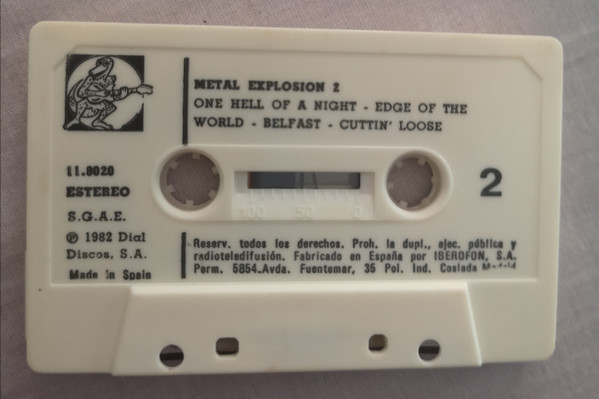 METAL EXPLOSION 2
ONE HELL OF A NIGHT - EDGE OF THE
WORLD - BELFAST - CUTTIN' LOOSE
11.8020
ESTEREO
S.G.A.E.
℗ 1982 Dial
Discos, S.A.
Made in Spain
2
100 50 0
Reserv. todos los derechos. Proh. la dupl., ejec. pública y
radioteledifusión. Fabricado en España por IBEROFON, S.A.
Perm. 5854.Avda. Fuentemar, 35 Pol. Ind. Coslada Madrid